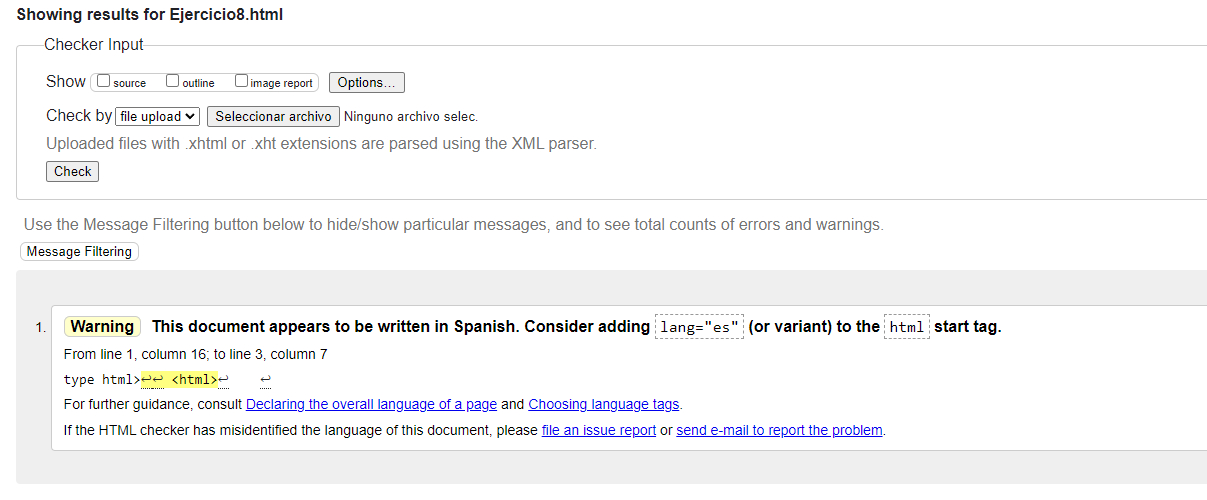 Showing results for Ejercicio8.html
Checker Input
Show source outline image report Options...
Check by file upload Seleccionar archivo Ninguno archivo selec.
Uploaded files with .xhtml or .xht extensions are parsed using the XML parser.
Check
Use the Message Filtering button below to hide/show particular messages, and to see total counts of errors and warnings.
Message Filtering
1. Warning This document appears to be written in Spanish. Consider adding lang="es" (or variant) to the html start tag.
From line 1, column 16; to line 3, column 7
type html>↩↩ <html>↩ ↩
For further guidance, consult Declaring the overall language of a page and Choosing language tags.
If the HTML checker has misidentified the language of this document, please file an issue report or send e-mail to report the problem.